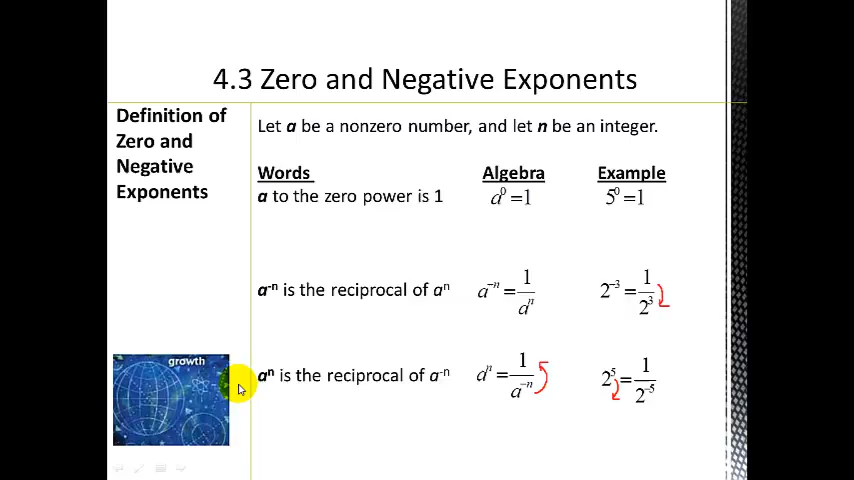 4.3 Zero and Negative Exponents
Definition of
Zero and
Negative
Exponents
Let a be a nonzero number, and let n be an integer.
Words Algebra Example
a to the zero power is 1 a⁰ = 1 5⁰ = 1
a⁻ⁿ is the reciprocal of aⁿ a⁻ⁿ = 1/aⁿ 2⁻³ = 1/2³
aⁿ is the reciprocal of a⁻ⁿ aⁿ = 1/a⁻ⁿ 2⁵ = 1/2⁻⁵
growth